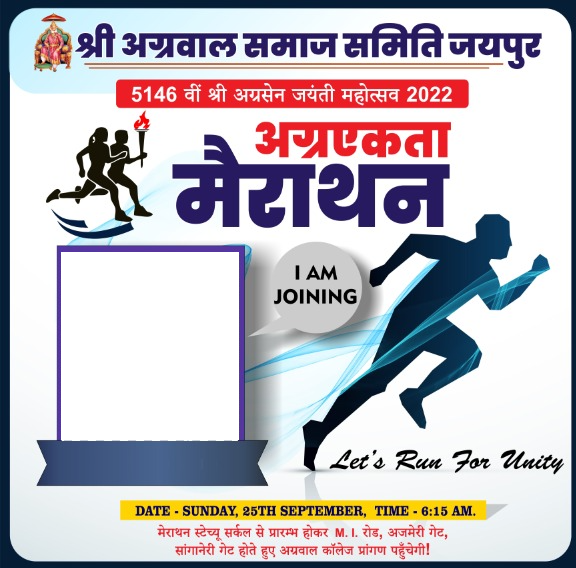 श्री अग्रवाल समाज समिति जयपुर
5146 वीं श्री अग्रसेन जयंती महोत्सव 2022
अग्रएकता
मैराथन
I AM
JOINING
Let's Run For Unity
DATE - SUNDAY, 25TH SEPTEMBER, TIME - 6:15 AM.
मेराथन स्टेच्यू सर्कल से प्रारम्भ होकर M. I. रोड, अजमेरी गेट,
सांगानेरी गेट होते हुए अग्रवाल कॉलेज प्रांगण पहुँचेगी!